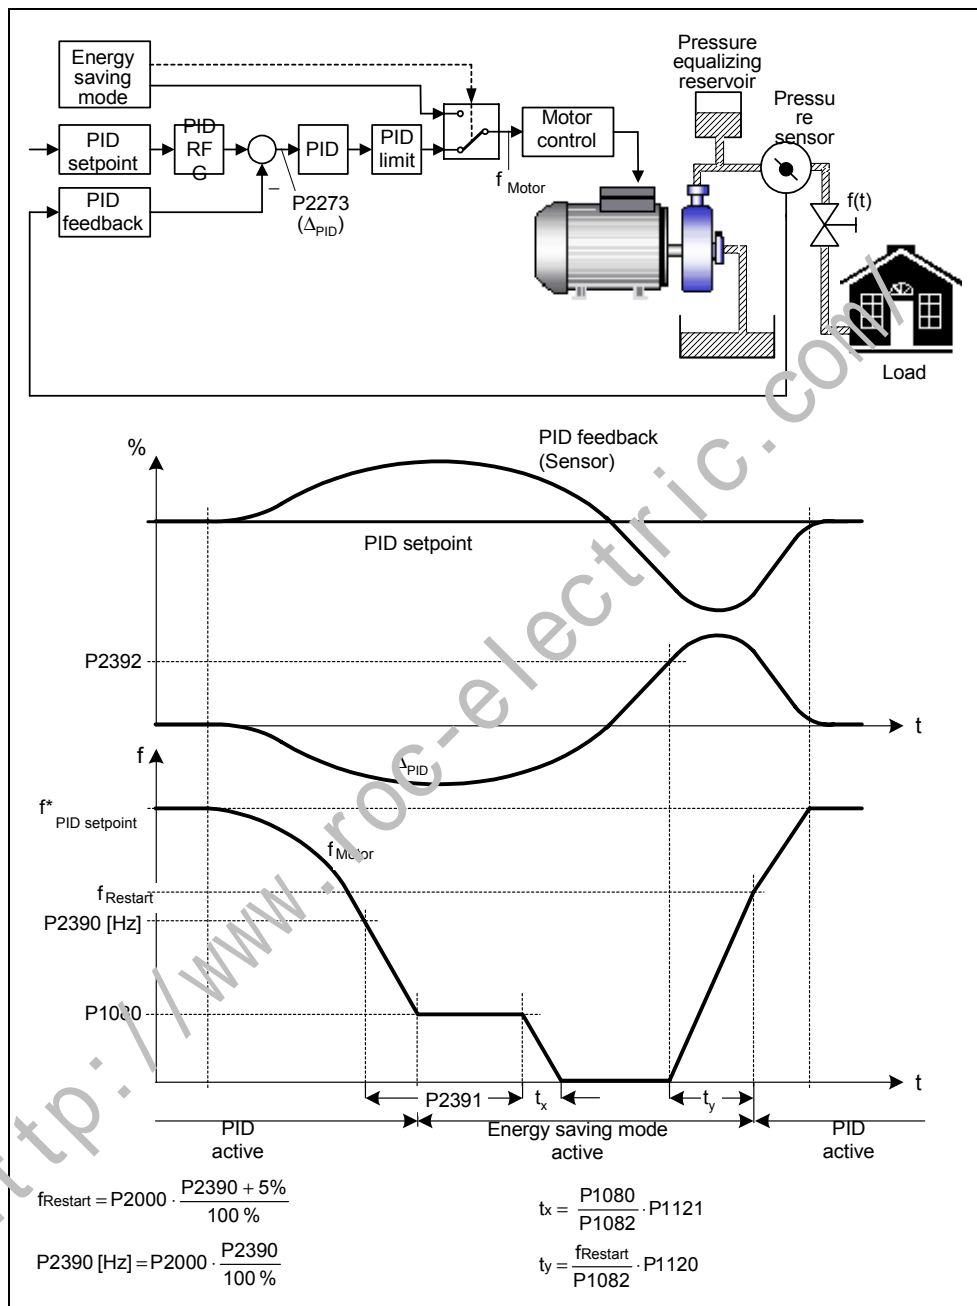 Energy
saving
mode
PID
setpoint
PID
RF
G
PID
PID
limit
PID
feedback
–
P2273
(ΔPID)
f Motor
Motor
control
Pressure
equalizing
reservoir
Pressu
re
sensor
f(t)
Load
%
PID feedback
(Sensor)
PID setpoint
P2392
t
f
ΔPID
f*
PID setpoint
f Motor
f Restart
P2390 [Hz]
P1080
t
P2391
tx
ty
PID
active
Energy saving mode
active
PID
active
fRestart = P2000 · P2390 + 5% / 100 %
tx = P1080 / P1082 · P1121
P2390 [Hz] = P2000 · P2390 / 100 %
ty = fRestart / P1082 · P1120
tp://www.roc-electric.com/